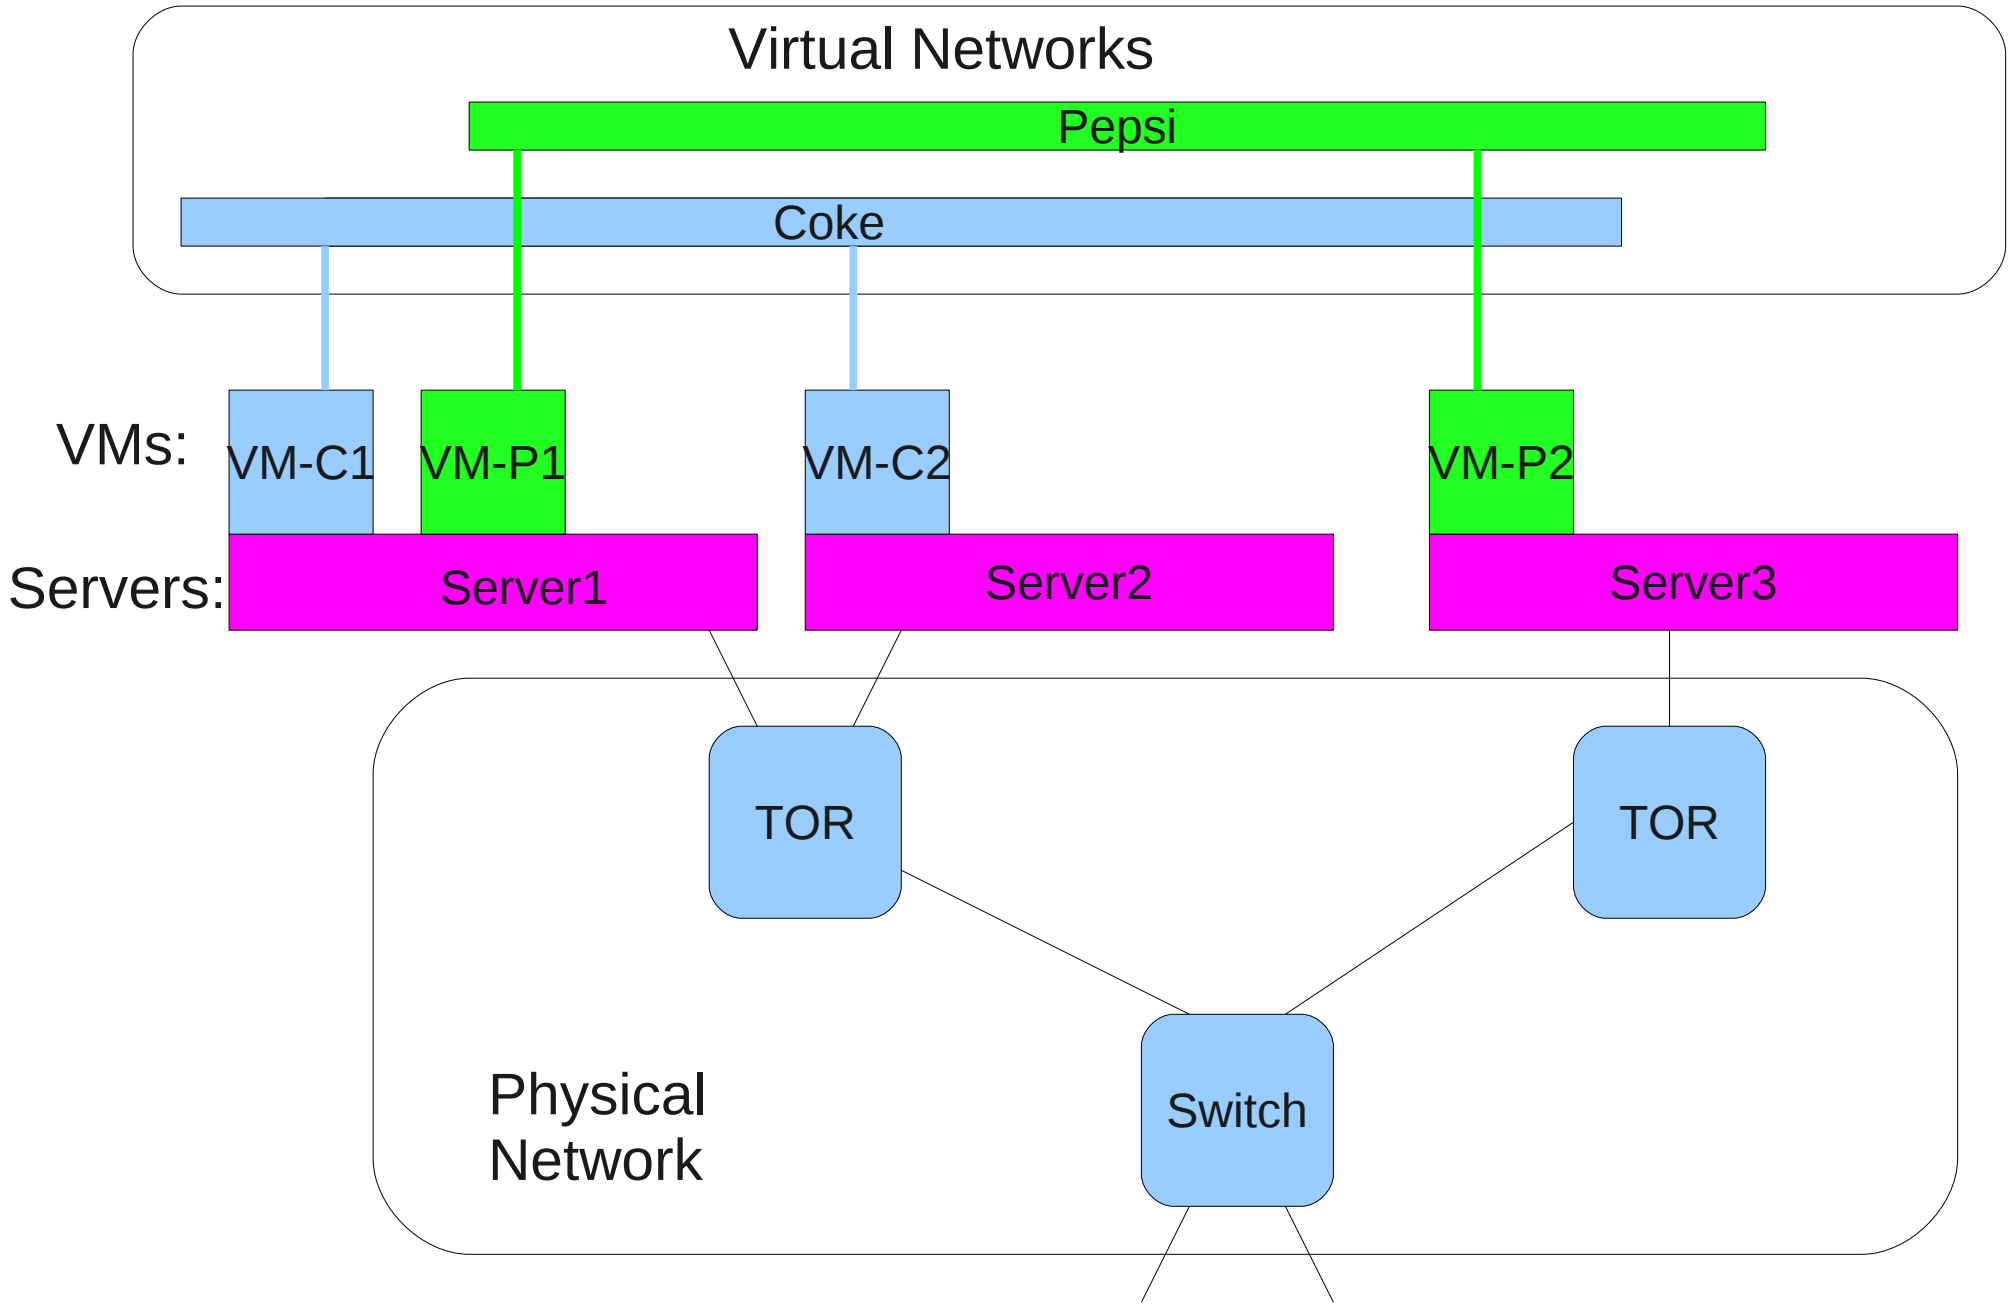 Virtual Networks
Pepsi
Coke
VMs:
VM-C1
VM-P1
VM-C2
VM-P2
Servers:
Server1
Server2
Server3
TOR
TOR
Physical
Network
Switch